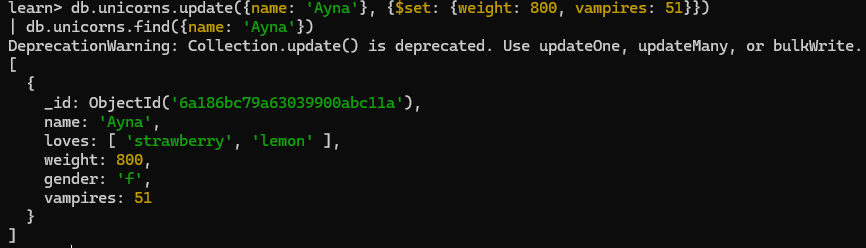 learn> db.unicorns.update({name: 'Ayna'}, {$set: {weight: 800, vampires: 51}})
| db.unicorns.find({name: 'Ayna'})
DeprecationWarning: Collection.update() is deprecated. Use updateOne, updateMany, or bulkWrite.
[
  {
    _id: ObjectId('6a186bc79a63039900abc11a'),
    name: 'Ayna',
    loves: [ 'strawberry', 'lemon' ],
    weight: 800,
    gender: 'f',
    vampires: 51
  }
]